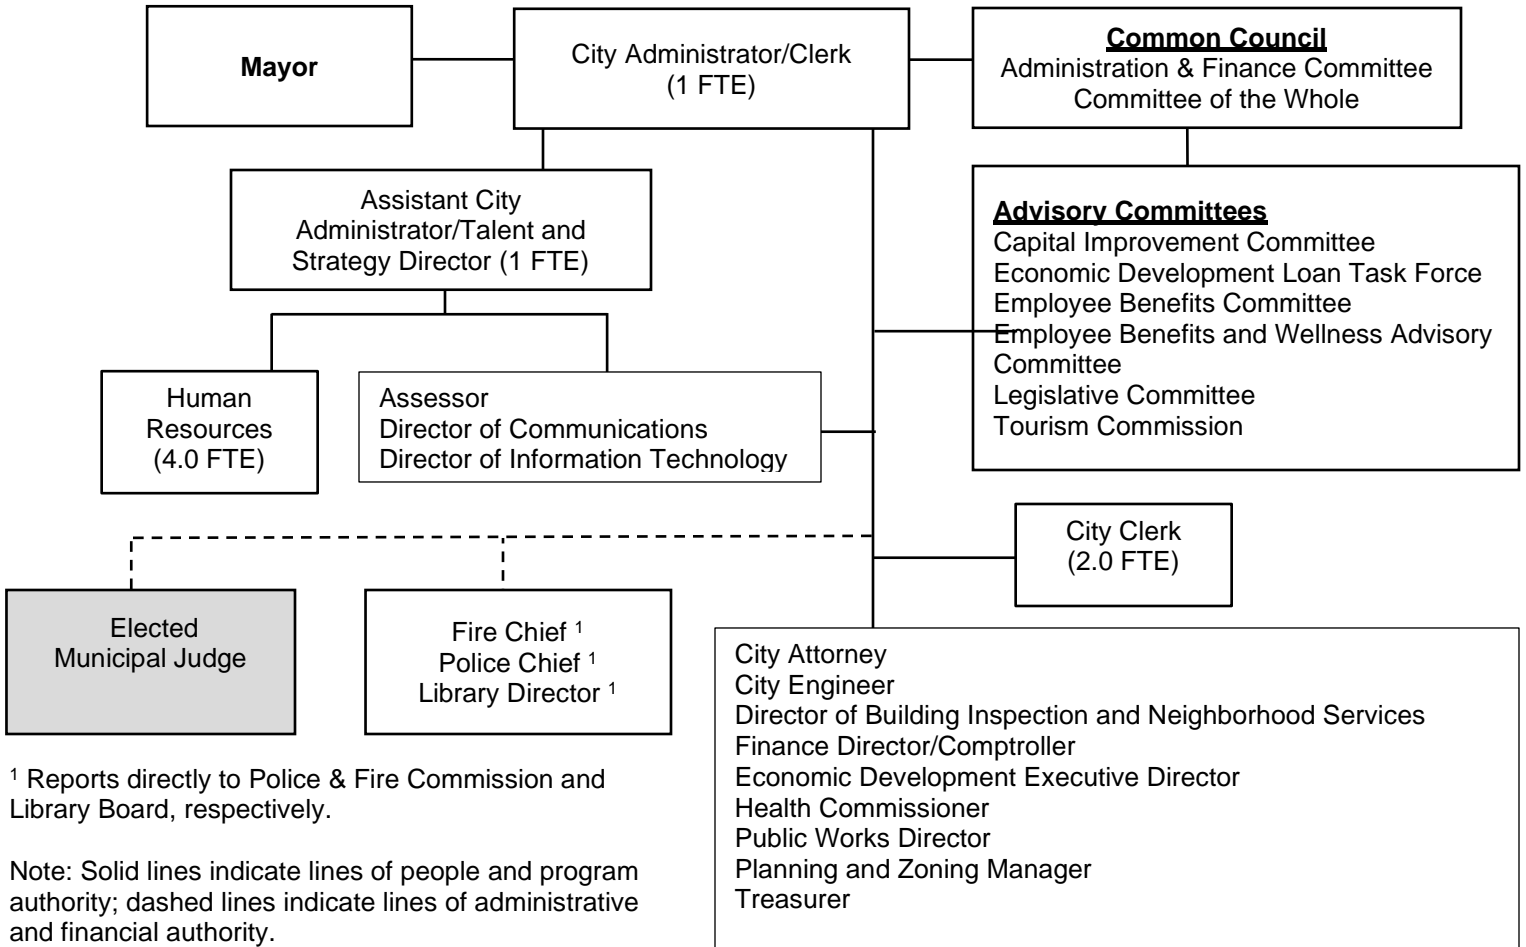 Mayor
City Administrator/Clerk
(1 FTE)
Common Council
Administration & Finance Committee
Committee of the Whole
Assistant City
Administrator/Talent and
Strategy Director (1 FTE)
Advisory Committees
Capital Improvement Committee
Economic Development Loan Task Force
Employee Benefits Committee
Employee Benefits and Wellness Advisory
Committee
Legislative Committee
Tourism Commission
Human
Resources
(4.0 FTE)
Assessor
Director of Communications
Director of Information Technology
City Clerk
(2.0 FTE)
Elected
Municipal Judge
Fire Chief ¹
Police Chief ¹
Library Director ¹
City Attorney
City Engineer
Director of Building Inspection and Neighborhood Services
Finance Director/Comptroller
Economic Development Executive Director
Health Commissioner
Public Works Director
Planning and Zoning Manager
Treasurer
¹ Reports directly to Police & Fire Commission and
Library Board, respectively.
Note: Solid lines indicate lines of people and program
authority; dashed lines indicate lines of administrative
and financial authority.